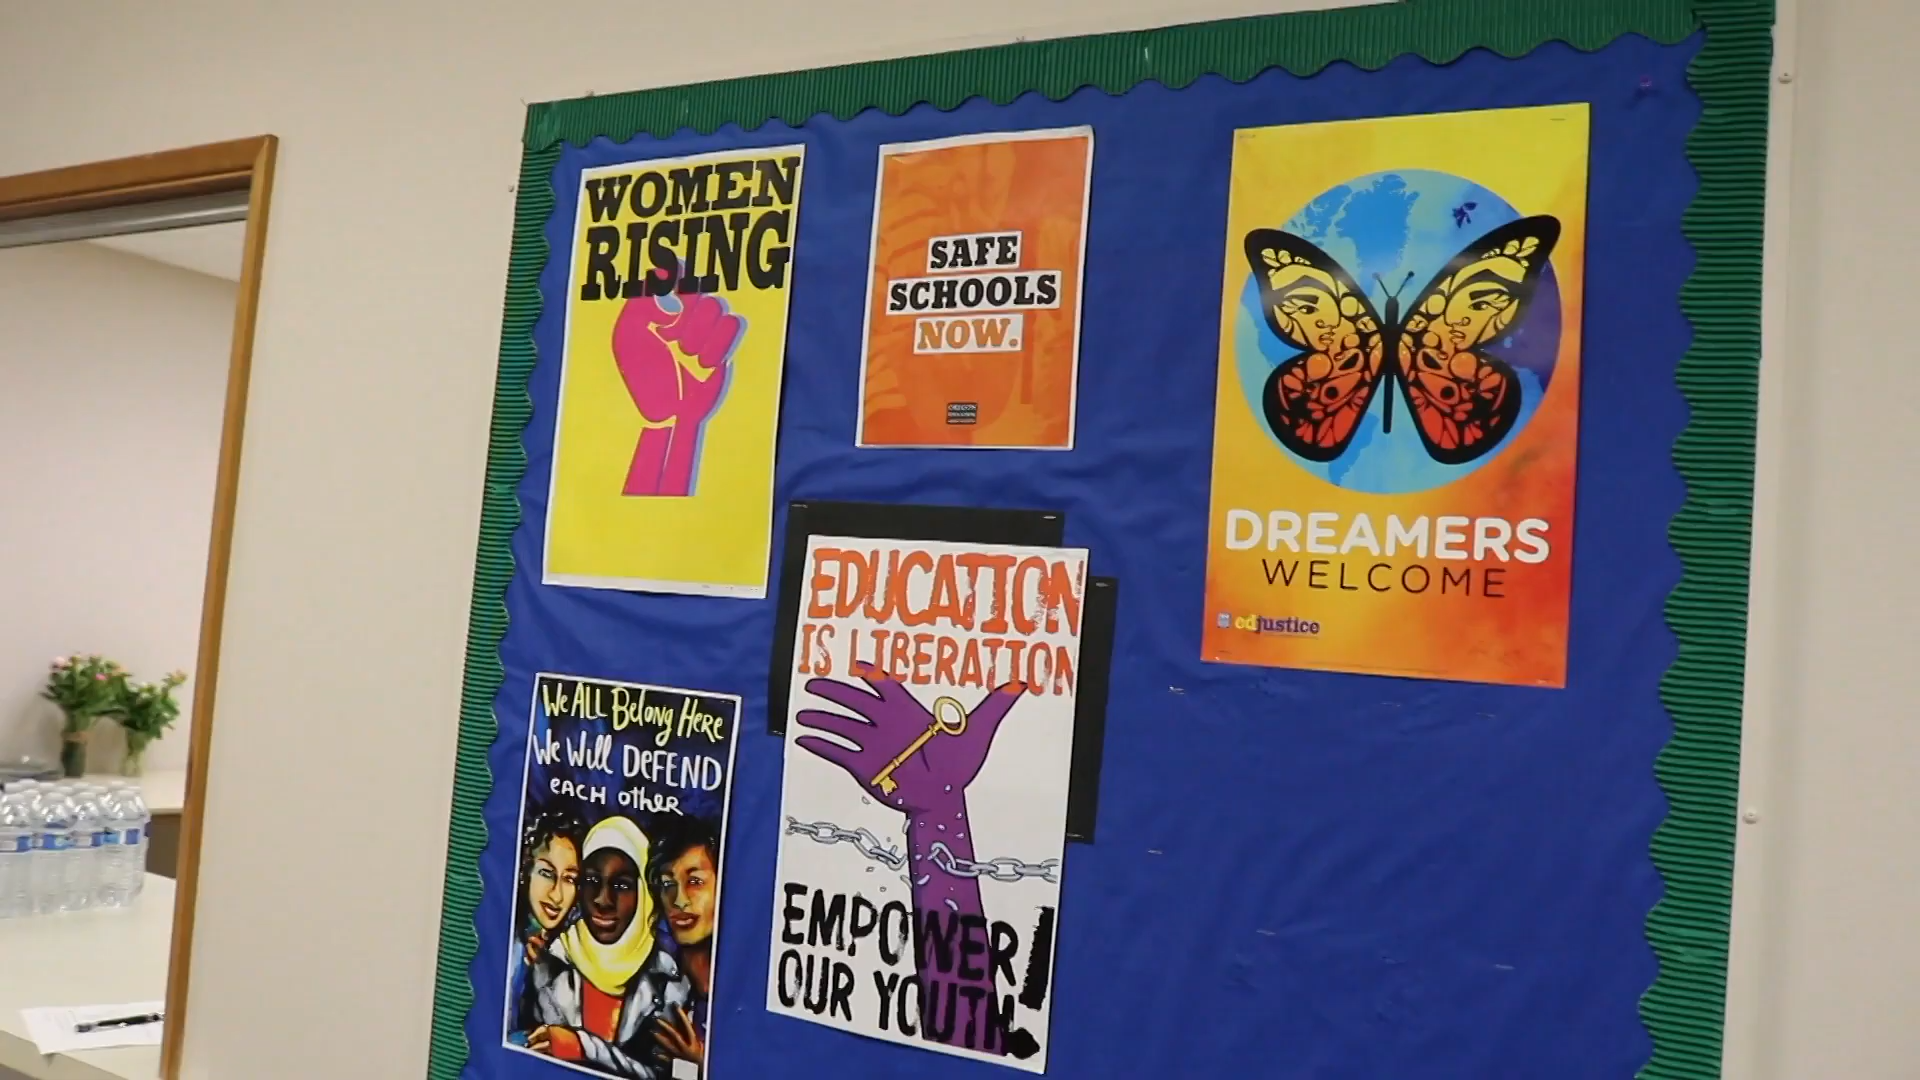 WOMEN
RISING
SAFE
SCHOOLS
NOW.
DREAMERS
WELCOME
edjustice
EDUCATION
IS LIBERATION
EMPOWER
OUR YOUTH!
We ALL Belong Here
We Will DeFEND
eACH otheR